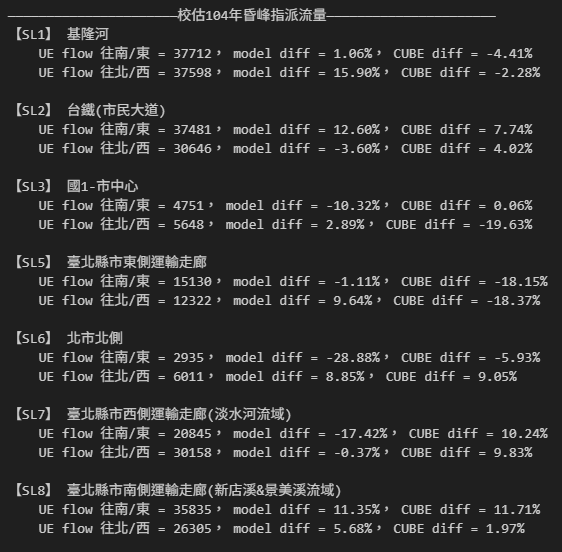 ————————————————————校估104年昏峰指派流量————————————————————
【SL1】 基隆河
UE flow 往南/東 = 37712， model diff = 1.06%， CUBE diff = -4.41%
UE flow 往北/西 = 37598， model diff = 15.90%， CUBE diff = -2.28%
【SL2】 台鐵(市民大道)
UE flow 往南/東 = 37481， model diff = 12.60%， CUBE diff = 7.74%
UE flow 往北/西 = 30646， model diff = -3.60%， CUBE diff = 4.02%
【SL3】 國1-市中心
UE flow 往南/東 = 4751， model diff = -10.32%， CUBE diff = 0.06%
UE flow 往北/西 = 5648， model diff = 2.89%， CUBE diff = -19.63%
【SL5】 臺北縣市東側運輸走廊
UE flow 往南/東 = 15130， model diff = -1.11%， CUBE diff = -18.15%
UE flow 往北/西 = 12322， model diff = 9.64%， CUBE diff = -18.37%
【SL6】 北市北側
UE flow 往南/東 = 2935， model diff = -28.88%， CUBE diff = -5.93%
UE flow 往北/西 = 6011， model diff = 8.85%， CUBE diff = 9.05%
【SL7】 臺北縣市西側運輸走廊(淡水河流域)
UE flow 往南/東 = 20845， model diff = -17.42%， CUBE diff = 10.24%
UE flow 往北/西 = 30158， model diff = -0.37%， CUBE diff = 9.83%
【SL8】 臺北縣市南側運輸走廊(新店溪&景美溪流域)
UE flow 往南/東 = 35835， model diff = 11.35%， CUBE diff = 11.71%
UE flow 往北/西 = 26305， model diff = 5.68%， CUBE diff = 1.97%